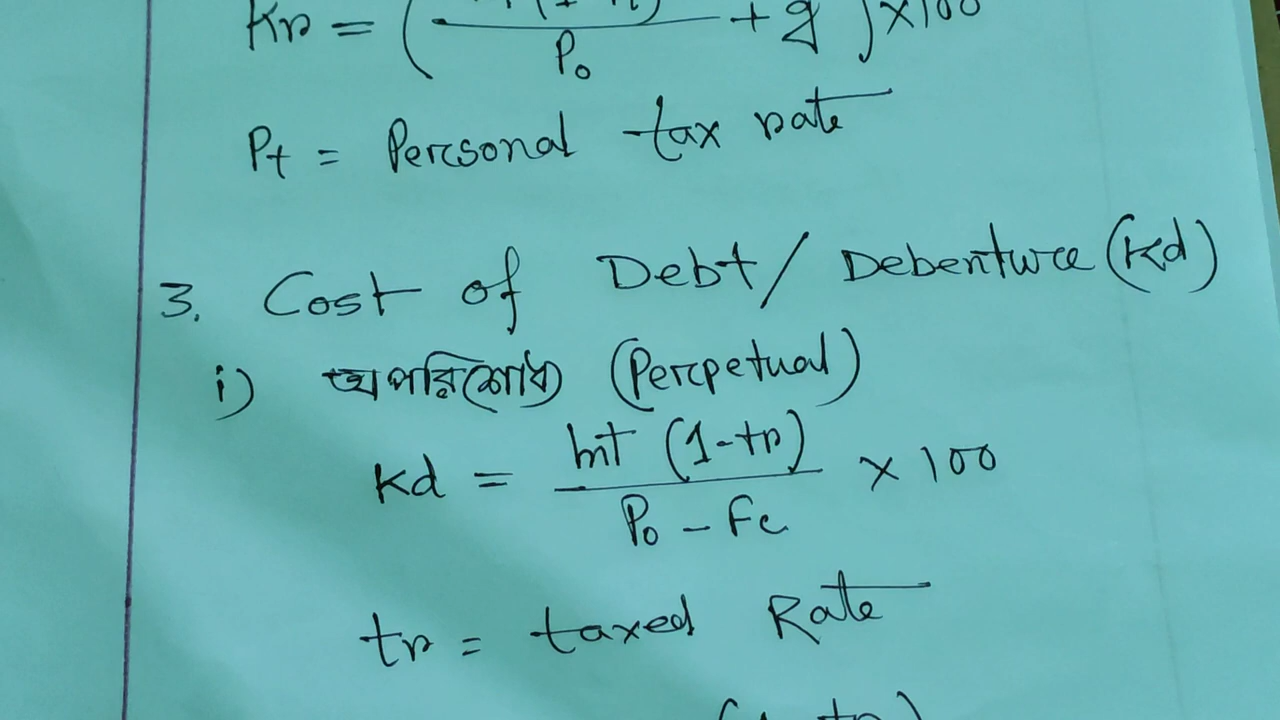 Kr = ( / P₀ + g ) × 100
Pt = Personal tax rate
3. Cost of Debt / Debenture (Kd)
i) অপরিশোধ্য (Perpetual)
Kd = Int (1-tr) / P₀ - Fc × 100
tr = taxed Rate